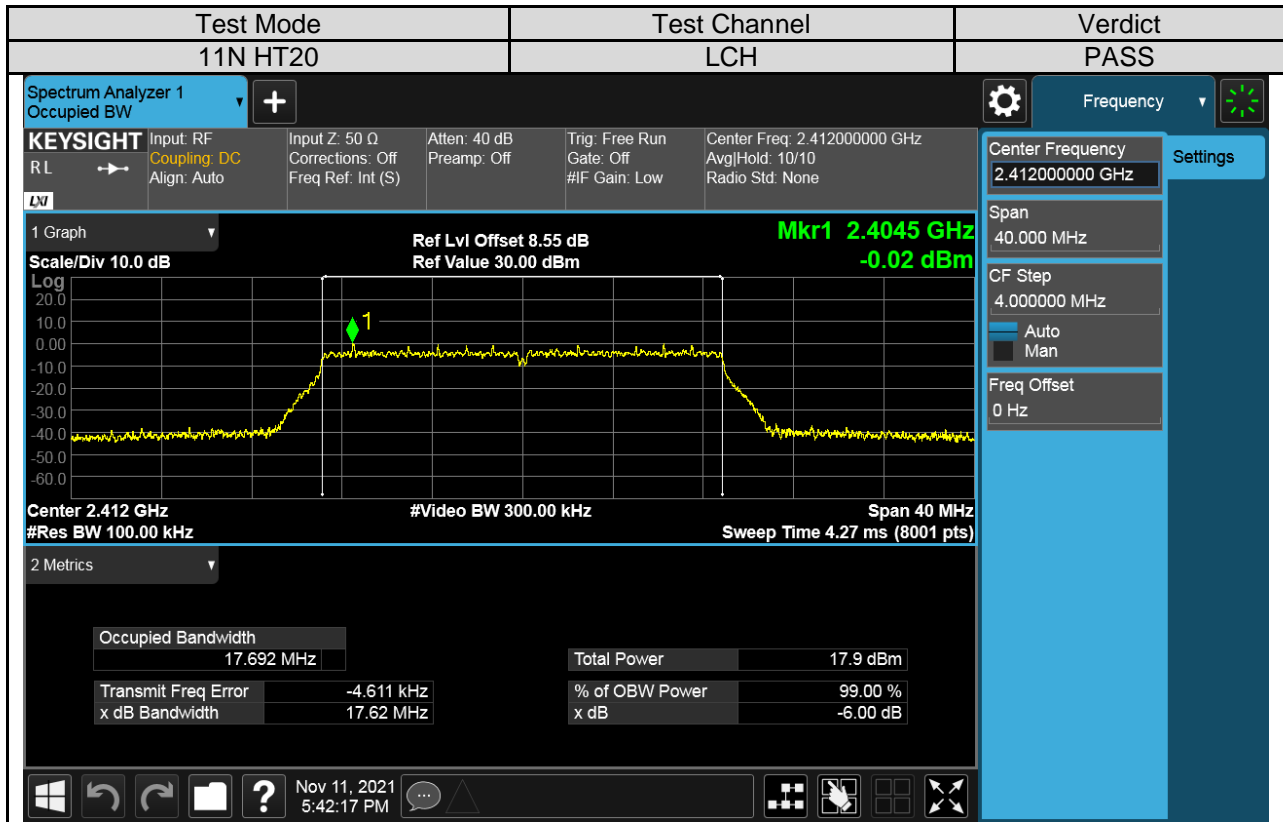 Test Mode Test Channel Verdict
11N HT20 LCH PASS
Spectrum Analyzer 1
Occupied BW
+
Frequency
KEYSIGHT Input: RF Input Z: 50 Ω Atten: 40 dB Trig: Free Run Center Freq: 2.412000000 GHz
RL Coupling: DC Corrections: Off Preamp: Off Gate: Off Avg|Hold: 10/10
Align: Auto Freq Ref: Int (S) #IF Gain: Low Radio Std: None
LXI
Center Frequency
2.412000000 GHz
Settings
Span
40.000 MHz
CF Step
4.000000 MHz
Auto
Man
Freq Offset
0 Hz
1 Graph Ref Lvl Offset 8.55 dB Mkr1 2.4045 GHz
Scale/Div 10.0 dB Ref Value 30.00 dBm -0.02 dBm
Log
20.0
10.0
1
0.00
-10.0
-20.0
-30.0
-40.0
-50.0
-60.0
Center 2.412 GHz #Video BW 300.00 kHz Span 40 MHz
#Res BW 100.00 kHz Sweep Time 4.27 ms (8001 pts)
2 Metrics
Occupied Bandwidth
17.692 MHz Total Power 17.9 dBm
Transmit Freq Error -4.611 kHz % of OBW Power 99.00 %
x dB Bandwidth 17.62 MHz x dB -6.00 dB
? Nov 11, 2021
5:42:17 PM